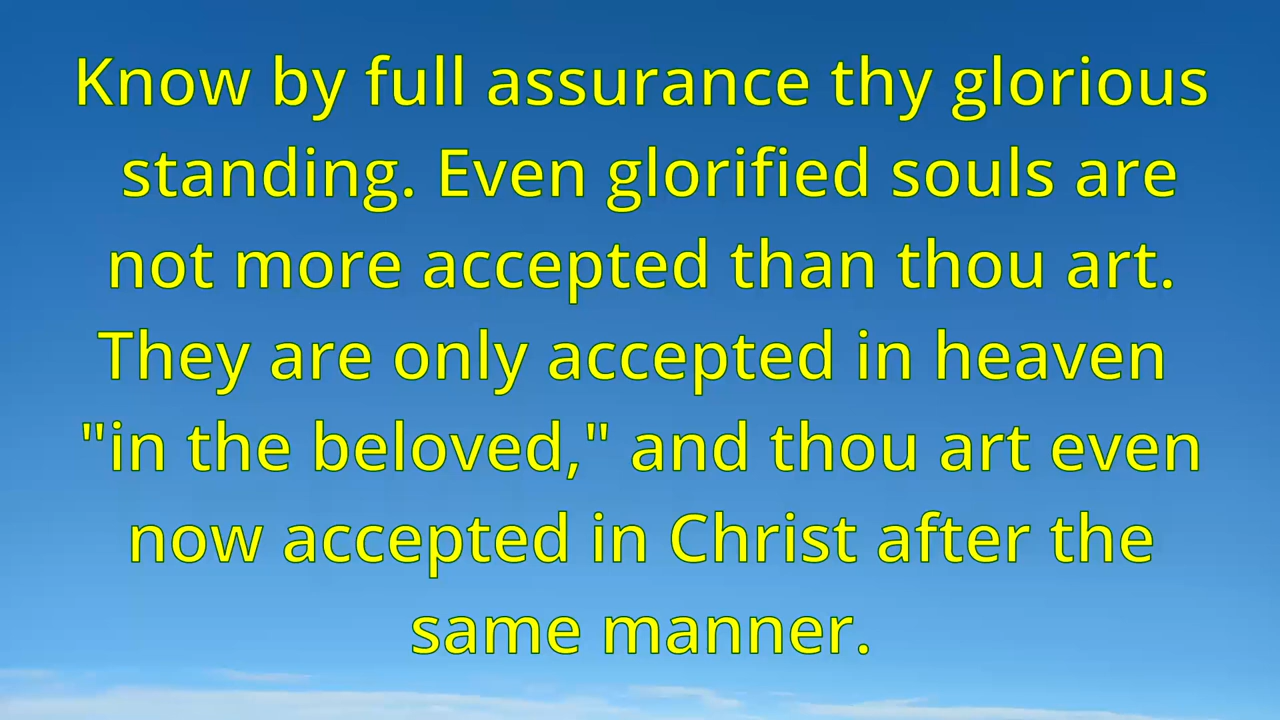 Know by full assurance thy glorious
standing. Even glorified souls are
not more accepted than thou art.
They are only accepted in heaven
"in the beloved," and thou art even
now accepted in Christ after the
same manner.